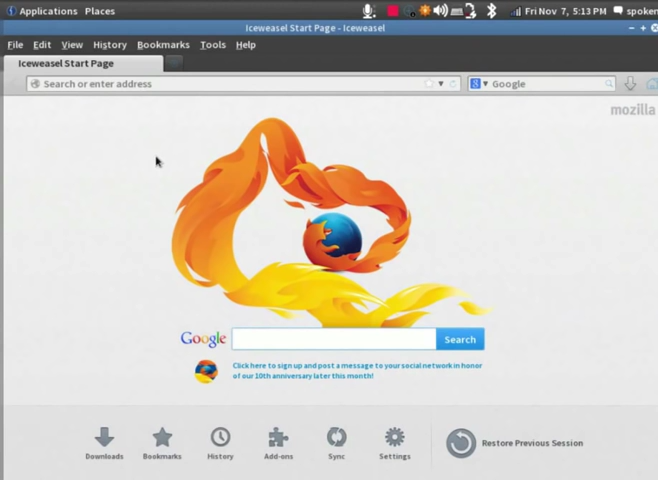 Applications Places Fri Nov 7, 5:13 PM spoken
Iceweasel Start Page - Iceweasel
File Edit View History Bookmarks Tools Help
Iceweasel Start Page
Search or enter address Google
mozilla
Google Search
Click here to sign up and post a message to your social network in honor
of our 10th anniversary later this month!
Downloads Bookmarks History Add-ons Sync Settings Restore Previous Session